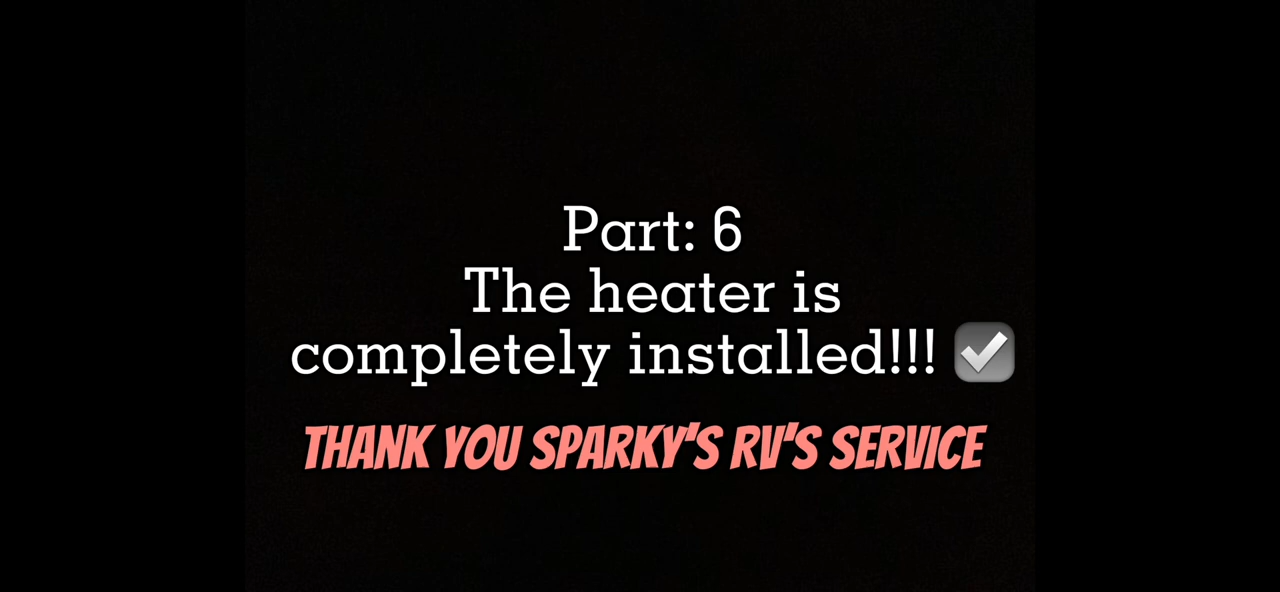 Part: 6
The heater is
completely installed!!! ☑️
THANK YOU SPARKY'S RV'S SERVICE